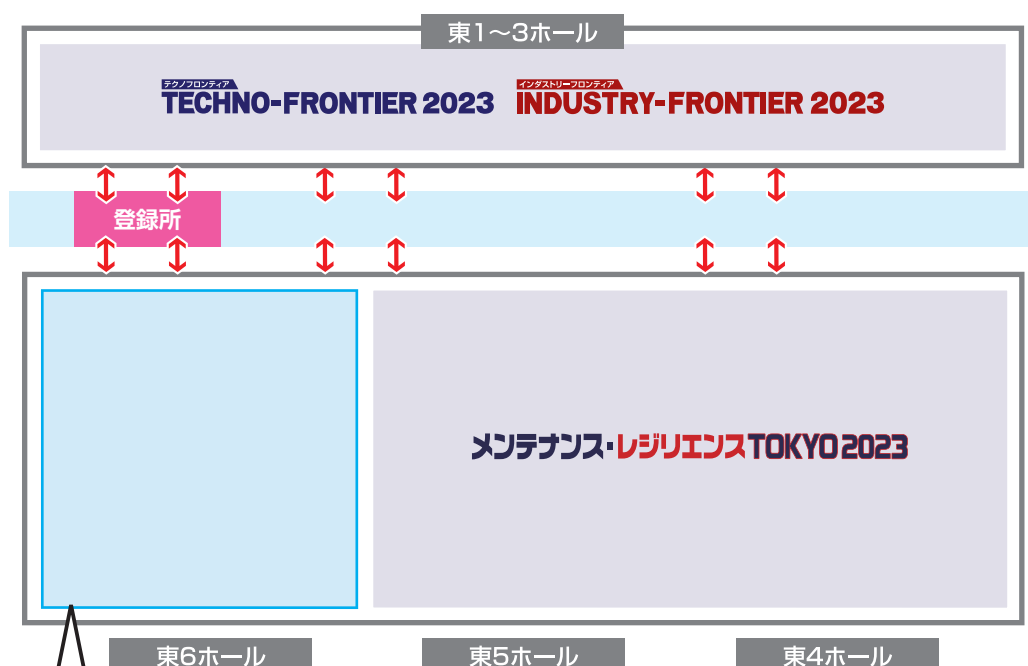 東1〜3ホール
テクノフロンティア
TECHNO-FRONTIER 2023
インダストリーフロンティア
INDUSTRY-FRONTIER 2023
登録所
メンテナンス・レジリエンスTOKYO 2023
東6ホール
東5ホール
東4ホール